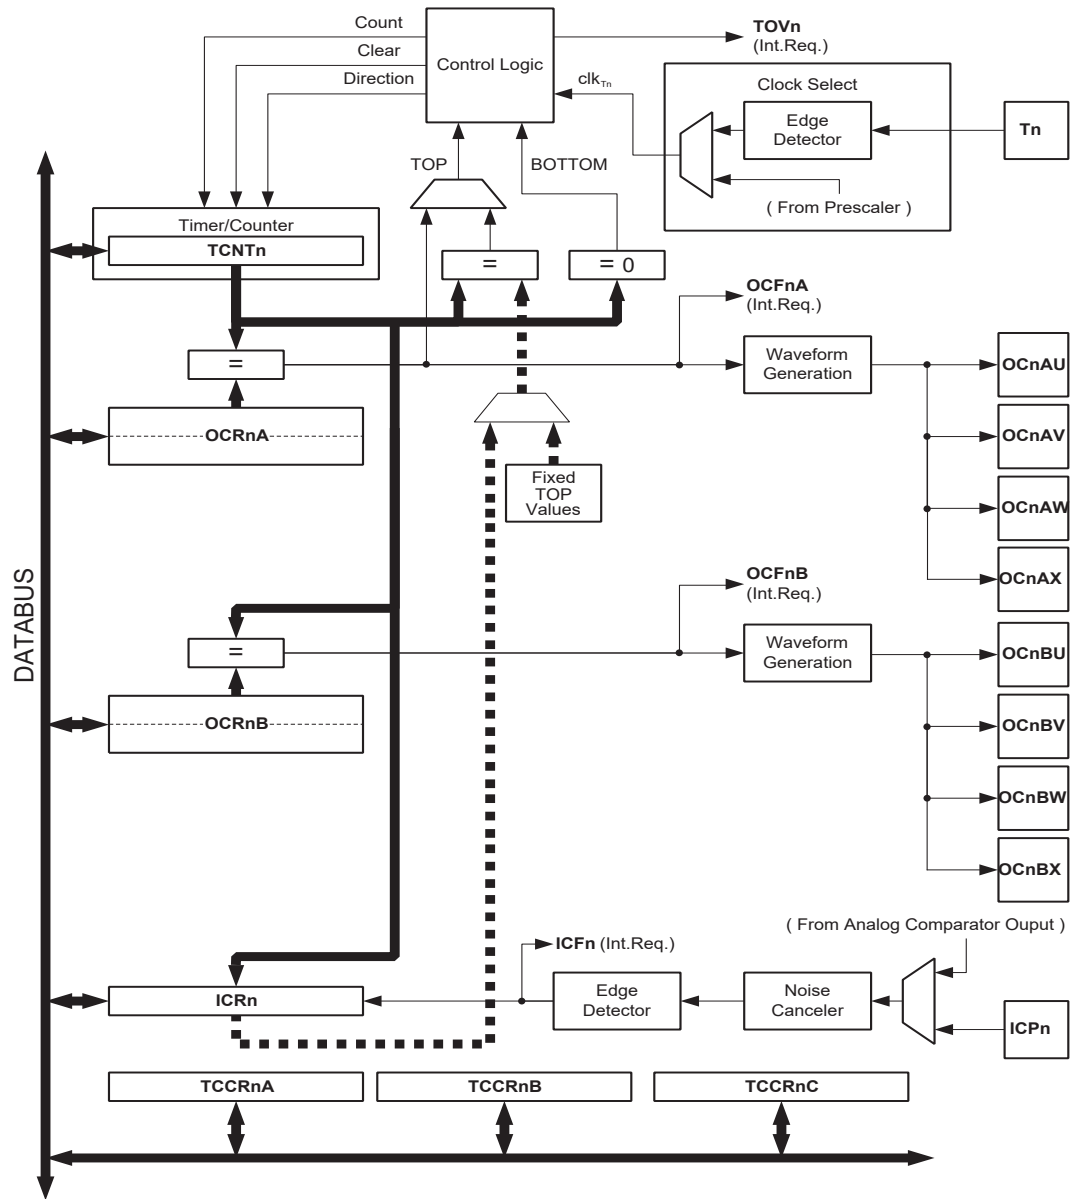 Count
TOVn
(Int.Req.)
Clear
Control Logic
Direction
clkTn
Clock Select
Edge
Detector
Tn
TOP
BOTTOM
( From Prescaler )
Timer/Counter
TCNTn
=
= 0
OCFnA
(Int.Req.)
=
Waveform
Generation
OCnAU
OCRnA
OCnAV
Fixed
TOP
Values
OCnAW
DATABUS
OCnAX
OCFnB
(Int.Req.)
=
Waveform
Generation
OCnBU
OCRnB
OCnBV
OCnBW
OCnBX
( From Analog Comparator Ouput )
ICFn (Int.Req.)
ICRn
Edge
Detector
Noise
Canceler
ICPn
TCCRnA
TCCRnB
TCCRnC